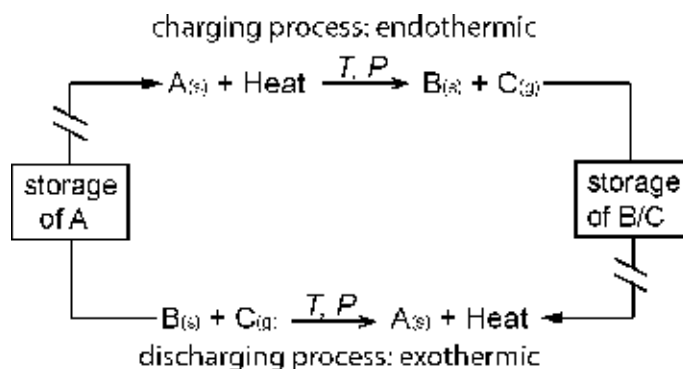 charging process: endothermic
T, P
A(s) + Heat → B(s) + C(g)
storage
of A
storage
of B/C
T, P
B(s) + C(g) → A(s) + Heat
discharging process: exothermic